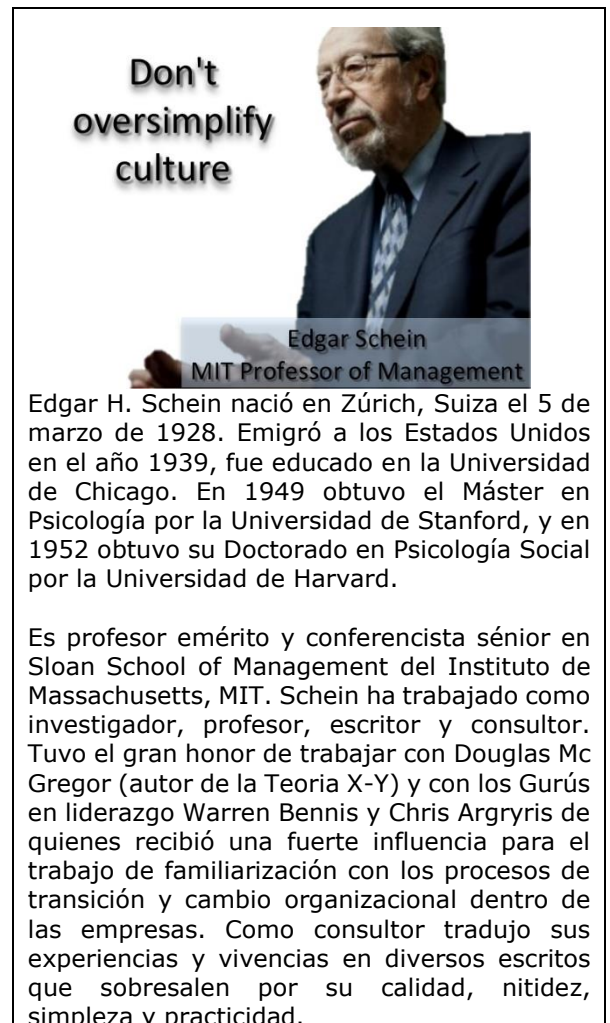 Don't
oversimplify
culture
Edgar Schein
MIT Professor of Management
Edgar H. Schein nació en Zúrich, Suiza el 5 de
marzo de 1928. Emigró a los Estados Unidos
en el año 1939, fue educado en la Universidad
de Chicago. En 1949 obtuvo el Máster en
Psicología por la Universidad de Stanford, y en
1952 obtuvo su Doctorado en Psicología Social
por la Universidad de Harvard.
Es profesor emérito y conferencista sénior en
Sloan School of Management del Instituto de
Massachusetts, MIT. Schein ha trabajado como
investigador, profesor, escritor y consultor.
Tuvo el gran honor de trabajar con Douglas Mc
Gregor (autor de la Teoria X-Y) y con los Gurús
en liderazgo Warren Bennis y Chris Argryris de
quienes recibió una fuerte influencia para el
trabajo de familiarización con los procesos de
transición y cambio organizacional dentro de
las empresas. Como consultor tradujo sus
experiencias y vivencias en diversos escritos
que sobresalen por su calidad, nitidez,
simpleza y practicidad.